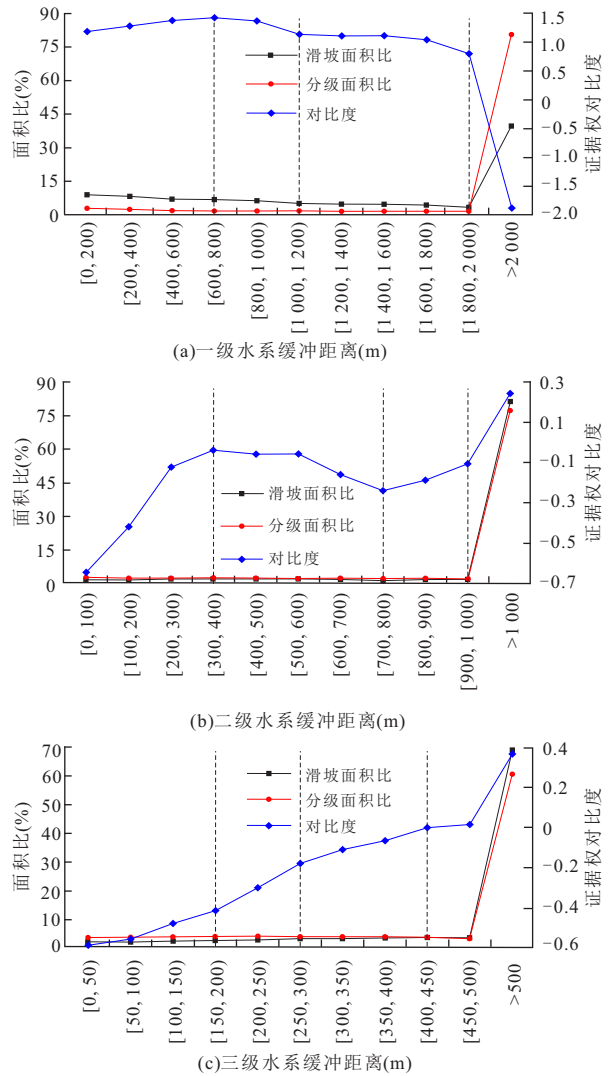 90
75
60
45
30
15
0
面积比(%)
滑坡面积比
分级面积比
对比度
1.5
1.0
0.5
0
−0.5
−1.0
−1.5
−2.0
证据权对比度
[0, 200)
[200, 400)
[400, 600)
[600, 800)
[800, 1 000)
[1 000, 1 200)
[1 200, 1 400)
[1 400, 1 600)
[1 600, 1 800)
[1 800, 2 000)
>2 000
(a)一级水系缓冲距离(m)
90
75
60
45
30
15
0
面积比(%)
滑坡面积比
分级面积比
对比度
0.3
0.1
−0.1
−0.3
−0.5
−0.7
证据权对比度
[0, 100)
[100, 200)
[200, 300)
[300, 400)
[400, 500)
[500, 600)
[600, 700)
[700, 800)
[800, 900)
[900, 1 000)
>1 000
(b)二级水系缓冲距离(m)
70
60
50
40
30
20
10
0
面积比(%)
滑坡面积比
分级面积比
对比度
0.4
0.2
0
−0.2
−0.4
−0.6
证据权对比度
[0, 50)
[50, 100)
[100, 150)
[150, 200)
[200, 250)
[250, 300)
[300, 350)
[350, 400)
[400, 450)
[450, 500)
>500
(c)三级水系缓冲距离(m)